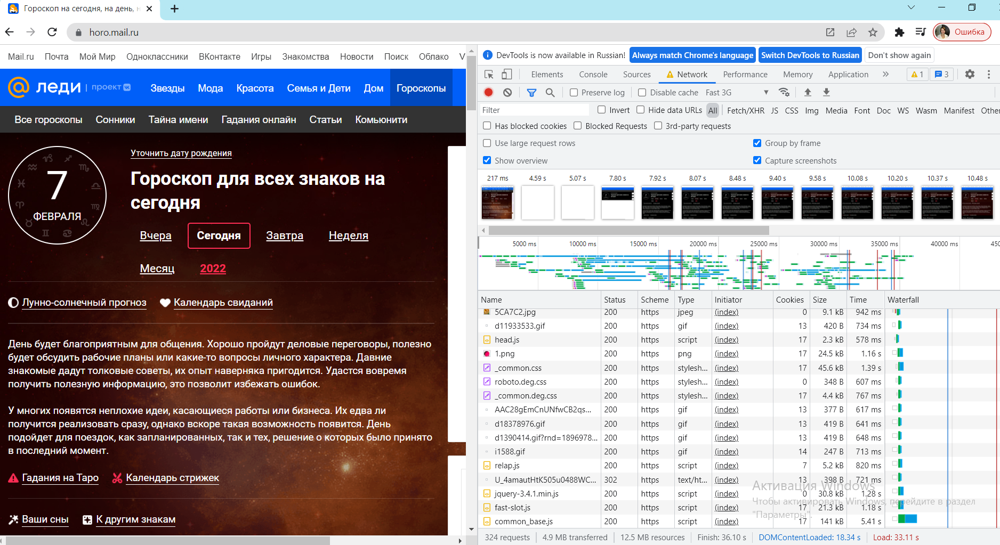 Гороскоп на сегодня, на день, н
horo.mail.ru
Ошибка
Mail.ru Почта Мой Мир Одноклассники ВКонтакте Игры Знакомства Новости Поиск Облако V
леди | проект Звезды Мода Красота Семья и Дети Дом Гороскопы
Все гороскопы Сонники Тайна имени Гадания онлайн Статьи Комьюнити
7
ФЕВРАЛЯ
Уточнить дату рождения
Гороскоп для всех знаков на
сегодня
Вчера Сегодня Завтра Неделя
Месяц 2022
Лунно-солнечный прогноз Календарь свиданий
День будет благоприятным для общения. Хорошо пройдут деловые переговоры, полезно
будет обсудить рабочие планы или какие-то вопросы личного характера. Давние
знакомые дадут толковые советы, их опыт наверняка пригодится. Удастся вовремя
получить полезную информацию, это позволит избежать ошибок.
У многих появятся неплохие идеи, касающиеся работы или бизнеса. Их едва ли
получится реализовать сразу, однако вскоре такая возможность появится. День
подойдет для поездок, как запланированных, так и тех, решение о которых было принято
в последний момент.
Гадания на Таро Календарь стрижек
Ваши сны К другим знакам
DevTools is now available in Russian! Always match Chrome's language Switch DevTools to Russian Don't show again
Elements Console Sources Network Performance Memory Application » 1 3
Preserve log Disable cache Fast 3G
Filter Invert Hide data URLs All Fetch/XHR JS CSS Img Media Font Doc WS Wasm Manifest Other
Has blocked cookies Blocked Requests 3rd-party requests
Use large request rows Group by frame
Show overview Capture screenshots
217 ms 4.59 s 5.07 s 7.80 s 7.92 s 8.07 s 8.48 s 9.40 s 9.58 s 10.08 s 10.20 s 10.37 s 10.48 s
5000 ms 10000 ms 15000 ms 20000 ms 25000 ms 30000 ms 35000 ms 40000 ms 450
Name Status Scheme Type Initiator Cookies Size Time Waterfall
5CA7C2.jpg 200 https jpeg (index) 0 9.1 kB 942 ms
d11933533.gif 200 https gif (index) 13 420 B 734 ms
head.js 200 https script (index) 17 2.3 kB 578 ms
1.png 200 https png (index) 17 24.5 kB 1.16 s
_common.css 200 https stylesh... (index) 17 45.6 kB 1.39 s
roboto.deg.css 200 https stylesh... (index) 0 348 B 607 ms
_common.deg.css 200 https stylesh... (index) 17 4.4 kB 767 ms
AAC28gEmCnUNfwCB2qs... 200 https gif (index) 13 377 B 617 ms
d18378976.gif 200 https gif (index) 13 419 B 641 ms
d1390414.gif?rnd=1896978... 200 https gif (index) 13 419 B 648 ms
i1588.gif 200 https gif (index) 14 247 B 713 ms
relap.js 200 https script (index) 7 5.2 kB 820 ms
U_4amautHtK505u0488WC... 302 https text/ht... (index) 13 398 B 721 ms
jquery-3.4.1.min.js 200 https script (index) 0 30.8 kB 1.28 s
fast-slot.js 200 https script (index) 17 21.3 kB 1.18 s
common_base.js 200 https script (index) 17 141 kB 5.41 s
Активация Windows
Чтобы активировать Windows, перейдите в раздел
"Параметры".
324 requests 4.9 MB transferred 12.5 MB resources Finish: 36.10 s DOMContentLoaded: 18.34 s Load: 33.11 s